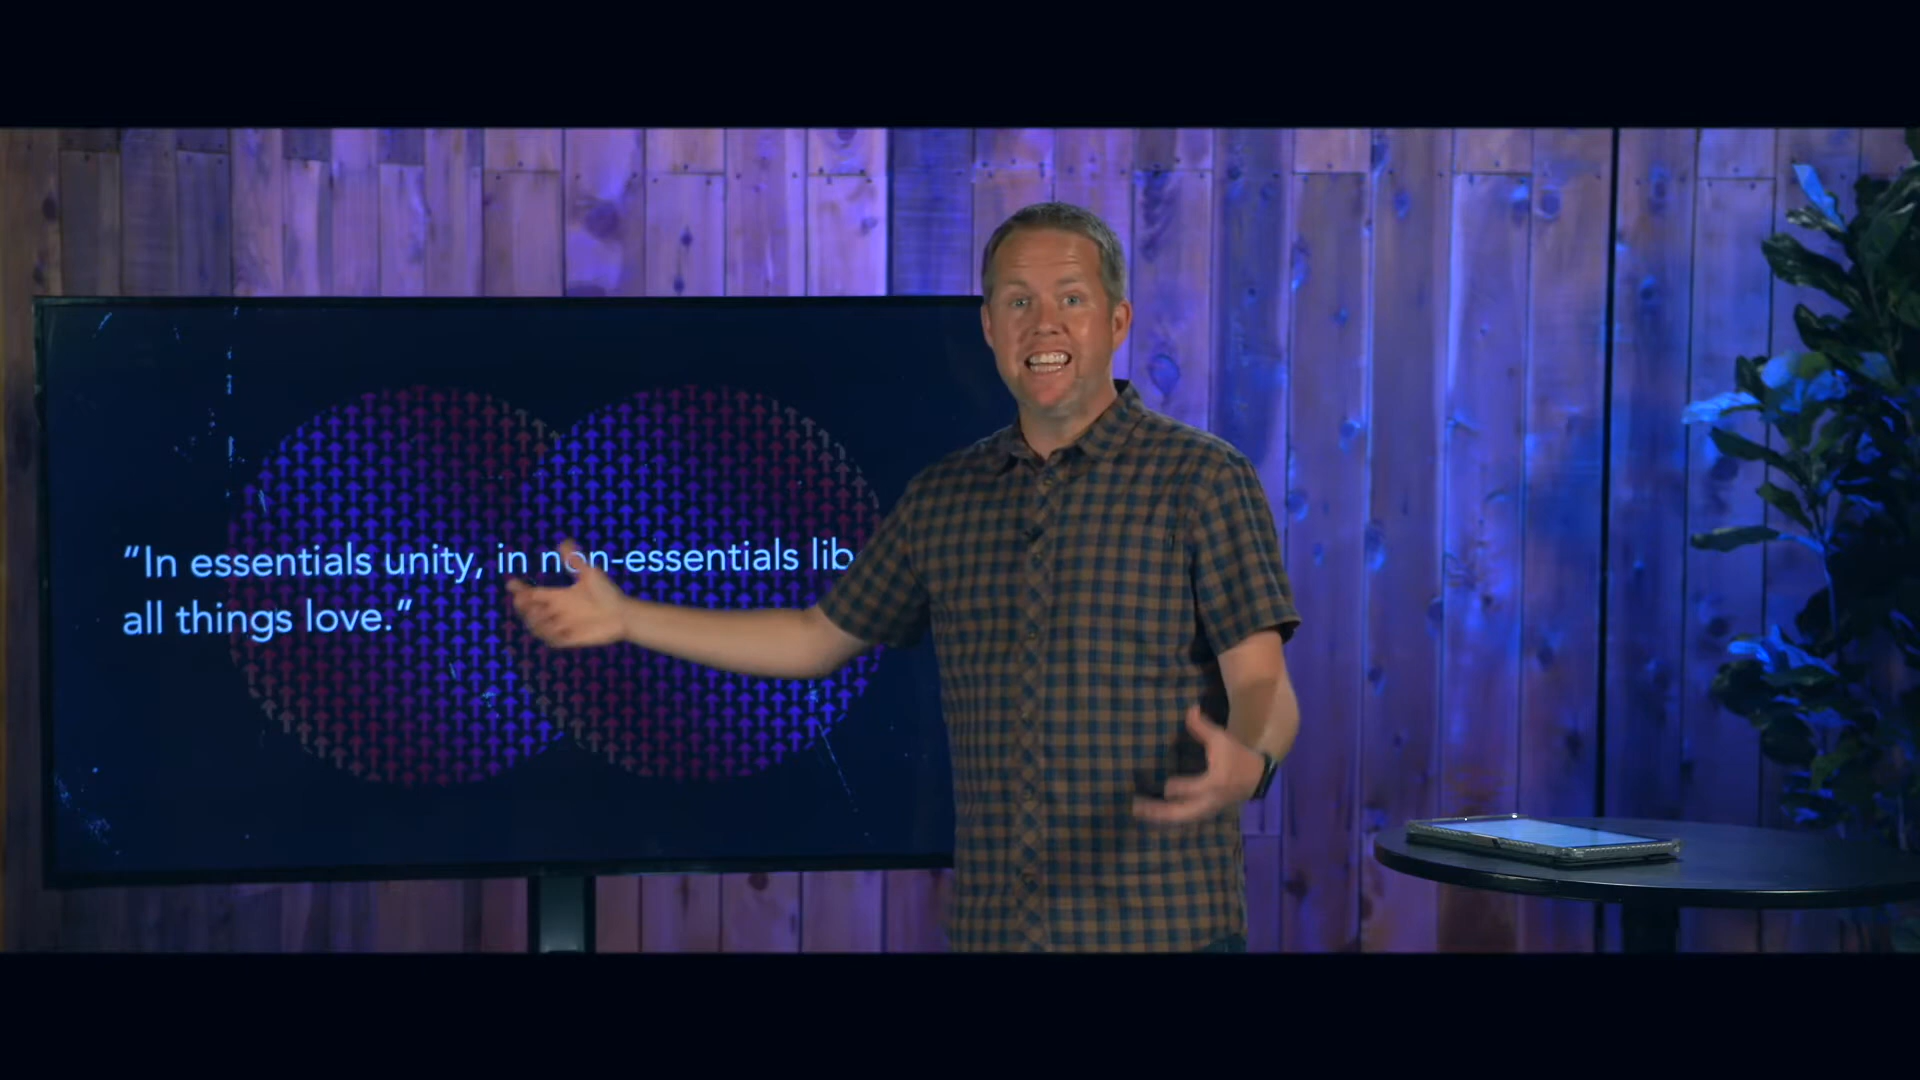 “In essentials unity, in non-essentials lib
all things love.”